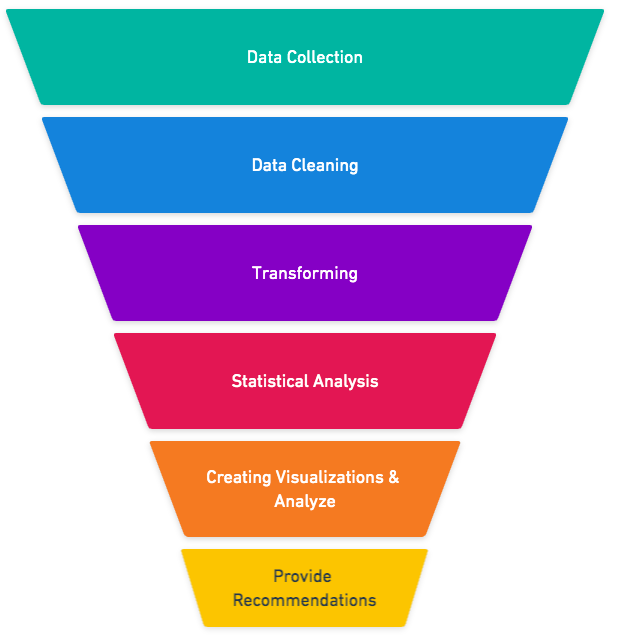 Data Collection
Data Cleaning
Transforming
Statistical Analysis
Creating Visualizations &
Analyze
Provide
Recommendations